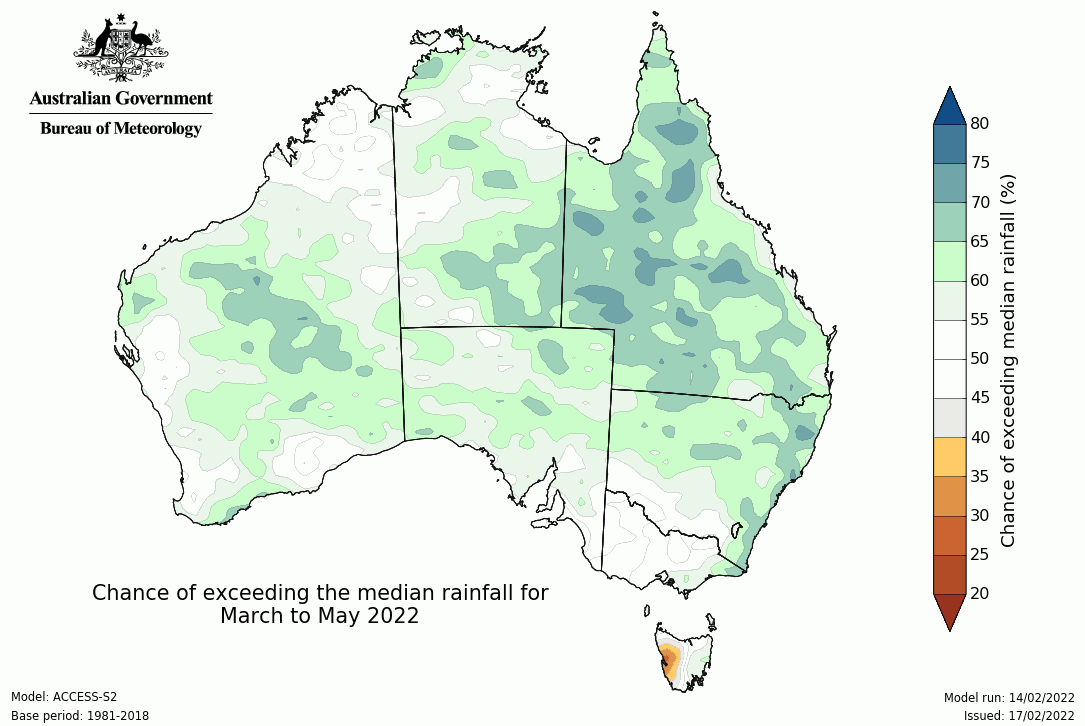 AUSTRALIA
Australian Government
Bureau of Meteorology
80
75
70
65
60
55
50
45
40
35
30
25
20
Chance of exceeding median rainfall (%)
Chance of exceeding the median rainfall for
March to May 2022
Model: ACCESS-S2
Base period: 1981-2018
Model run: 14/02/2022
Issued: 17/02/2022